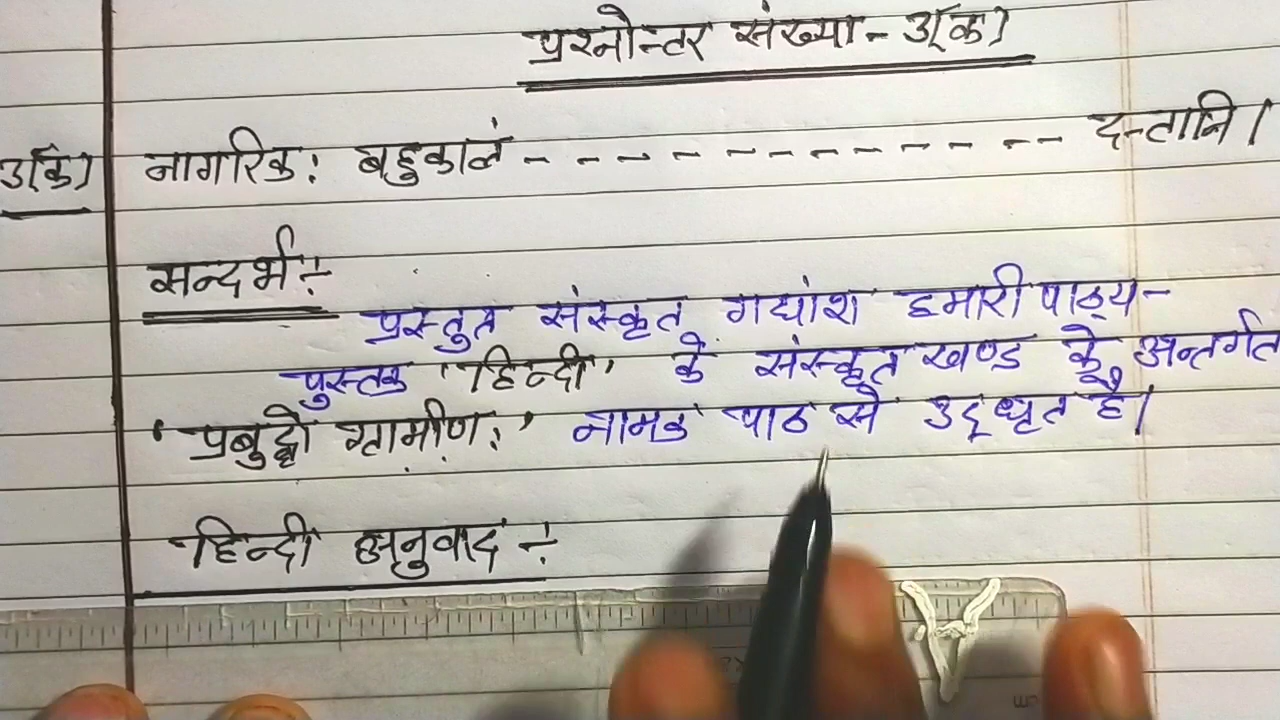 प्रश्नोत्तर संख्या - 3(क)
3(क) नागरिक: बहुकालं - - - - - - - - - - - - - दत्तानि।
सन्दर्भ :-
प्रस्तुत संस्कृत गद्यांश हमारी पाठ्य-
पुस्तक 'हिन्दी' के संस्कृत खण्ड के अन्तर्गत
'प्रबुद्धो ग्रामीण:' नामक पाठ से उद्धृत है।
हिन्दी अनुवाद :-